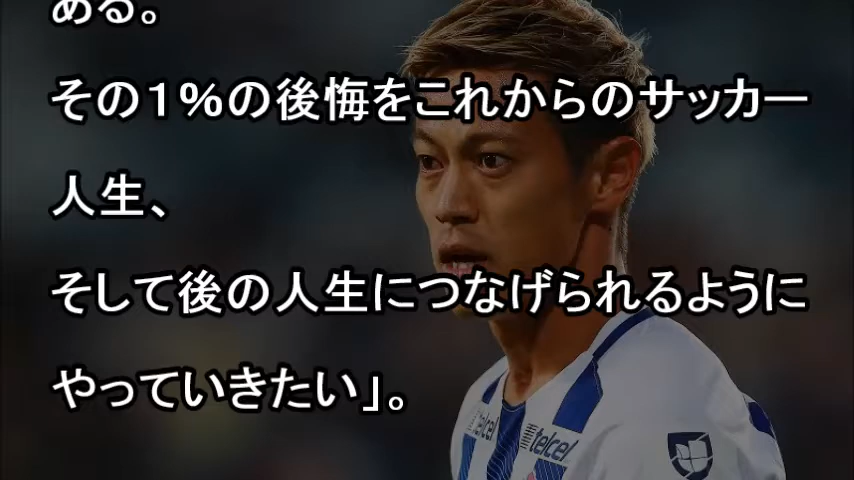 ある。
その１％の後悔をこれからのサッカー
人生、
そして後の人生につなげられるように
やっていきたい」。
telcel
telcel